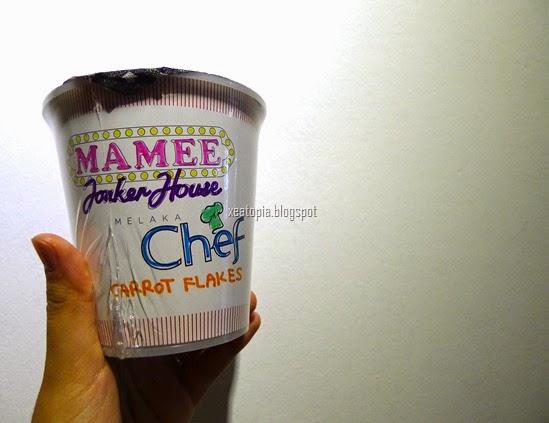 MAMEE
Jonker House
MELAKA
xeatopia.blogspot
Chef
CARROT FLAKES